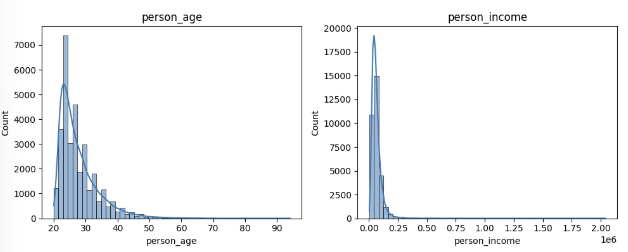 person_age
person_income
Count
7000
6000
5000
4000
3000
2000
1000
0
20 30 40 50 60 70 80 90
person_age
Count
20000
17500
15000
12500
10000
7500
5000
2500
0
0.00 0.25 0.50 0.75 1.00 1.25 1.50 1.75 2.00
1e6
person_income